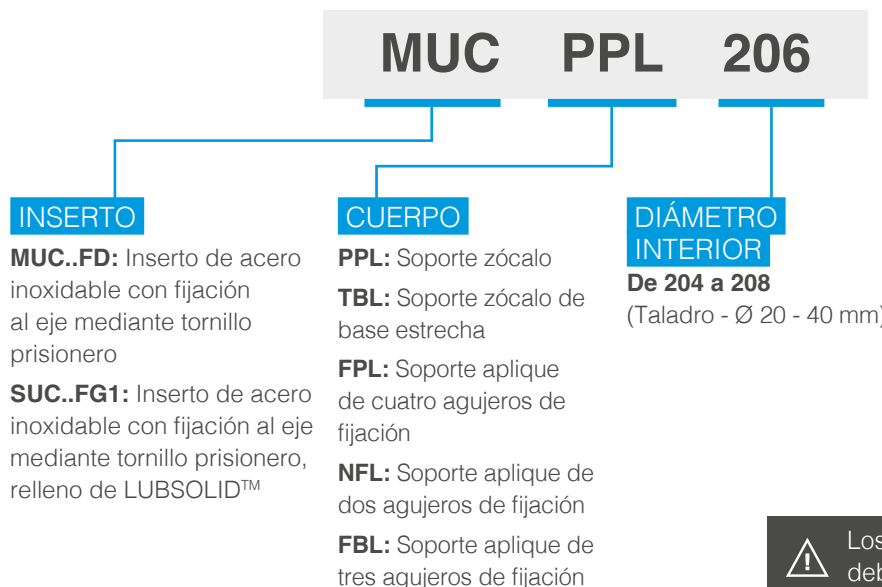 MUC PPL 206
INSERTO
MUC..FD: Inserto de acero
inoxidable con fijación
al eje mediante tornillo
prisionero
SUC..FG1: Inserto de acero
inoxidable con fijación al eje
mediante tornillo prisionero,
relleno de LUBSOLID™
CUERPO
PPL: Soporte zócalo
TBL: Soporte zócalo de
base estrecha
FPL: Soporte aplique
de cuatro agujeros de
fijación
NFL: Soporte aplique de
dos agujeros de fijación
FBL: Soporte aplique de
tres agujeros de fijación
DIÁMETRO
INTERIOR
De 204 a 208
(Taladro - Ø 20 - 40 mm)
Los
deb